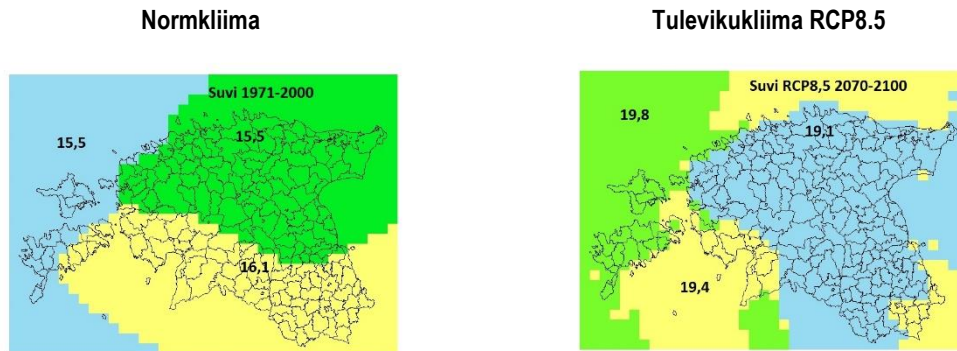 Normkliima
Tulevikukliima RCP8.5
Suvi 1971-2000
15,5
15,5
16,1
Suvi RCP8,5 2070-2100
19,8
19,1
19,4